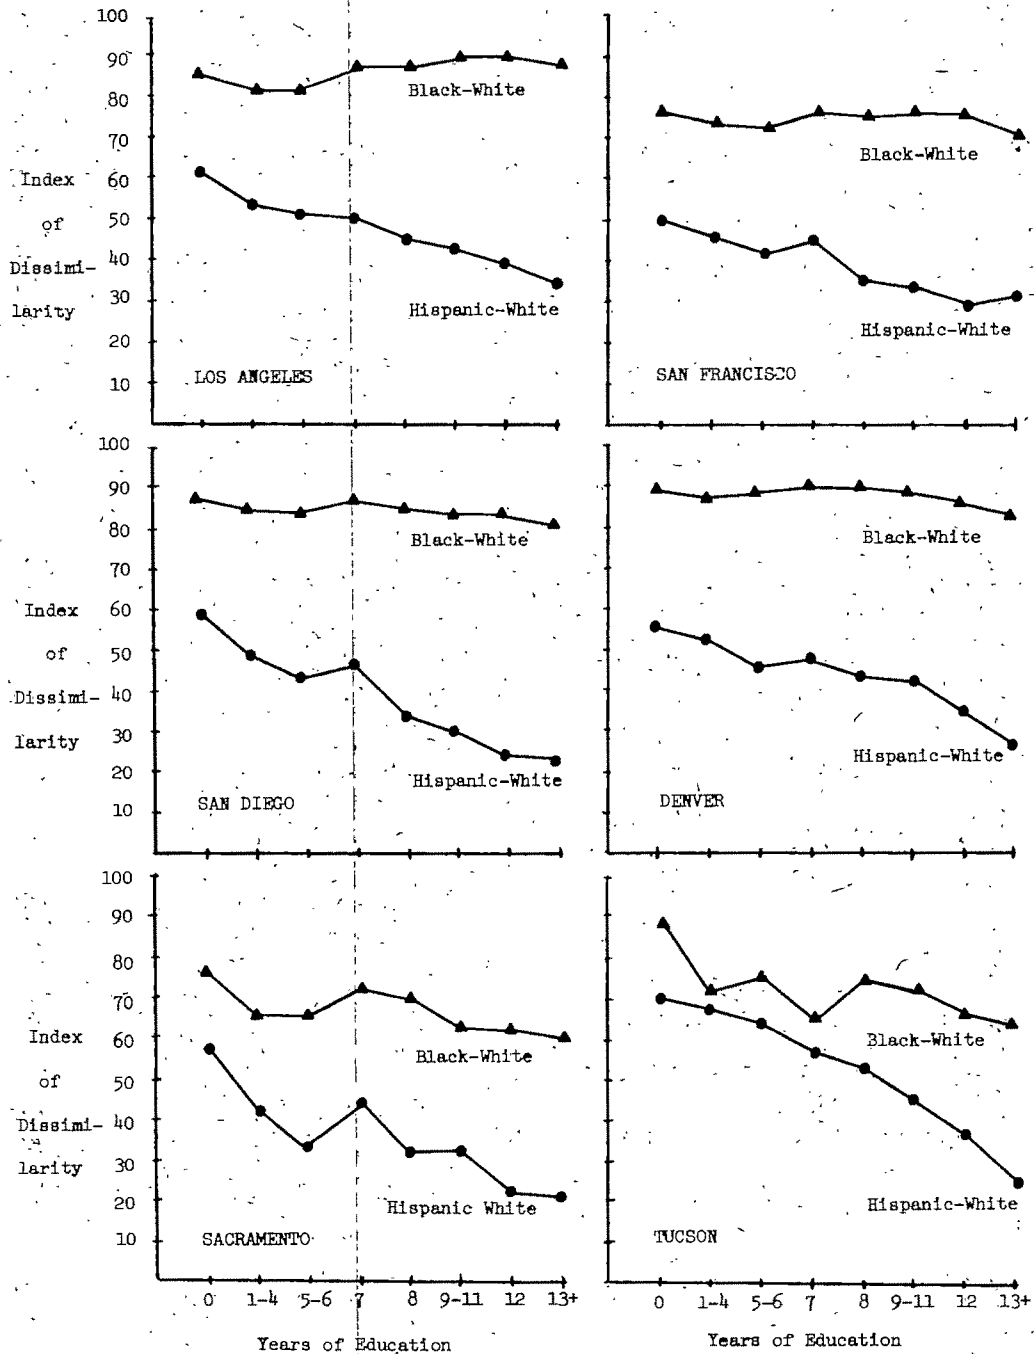 100
90
80
70
60
50
40
30
20
10
Index
of
Dissimi-
larity
Black-White
Hispanic-White
LOS ANGELES
Black-White
Hispanic-White
SAN FRANCISCO
100
90
80
70
60
50
40
30
20
10
Index
of
Dissimi-
larity
Black-White
Hispanic-White
SAN DIEGO
Black-White
Hispanic-White
DENVER
100
90
80
70
60
50
40
30
20
10
Index
of
Dissimi-
larity
Black-White
Hispanic White
SACRAMENTO
0 1-4 5-6 7 8 9-11 12 13+
Years of Education
Black-White
Hispanic-White
TUCSON
0 1-4 5-6 7 8 9-11 12 13+
Years of Education